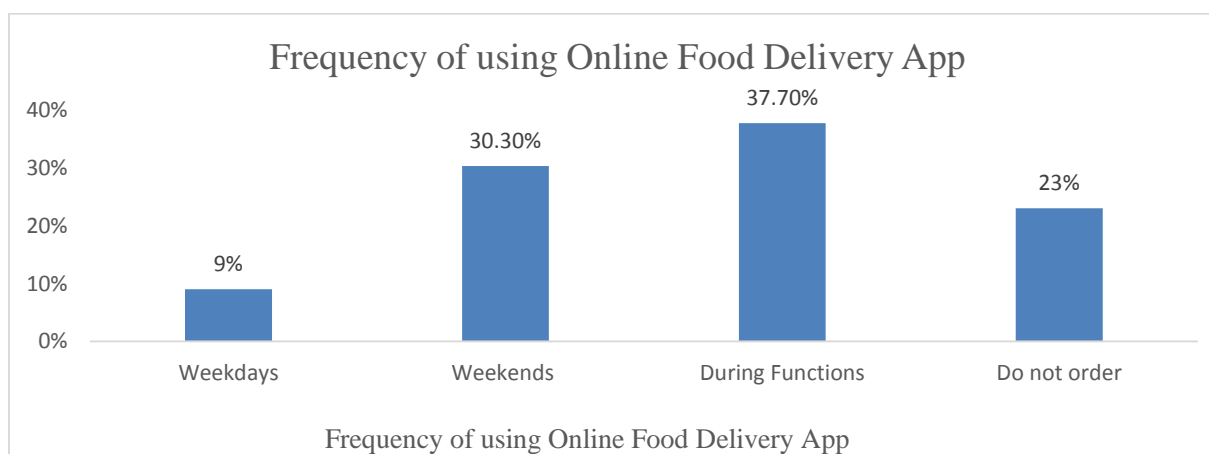 Frequency of using Online Food Delivery App
40%
30%
20%
10%
0%
9%
30.30%
37.70%
23%
Weekdays
Weekends
During Functions
Do not order
Frequency of using Online Food Delivery App